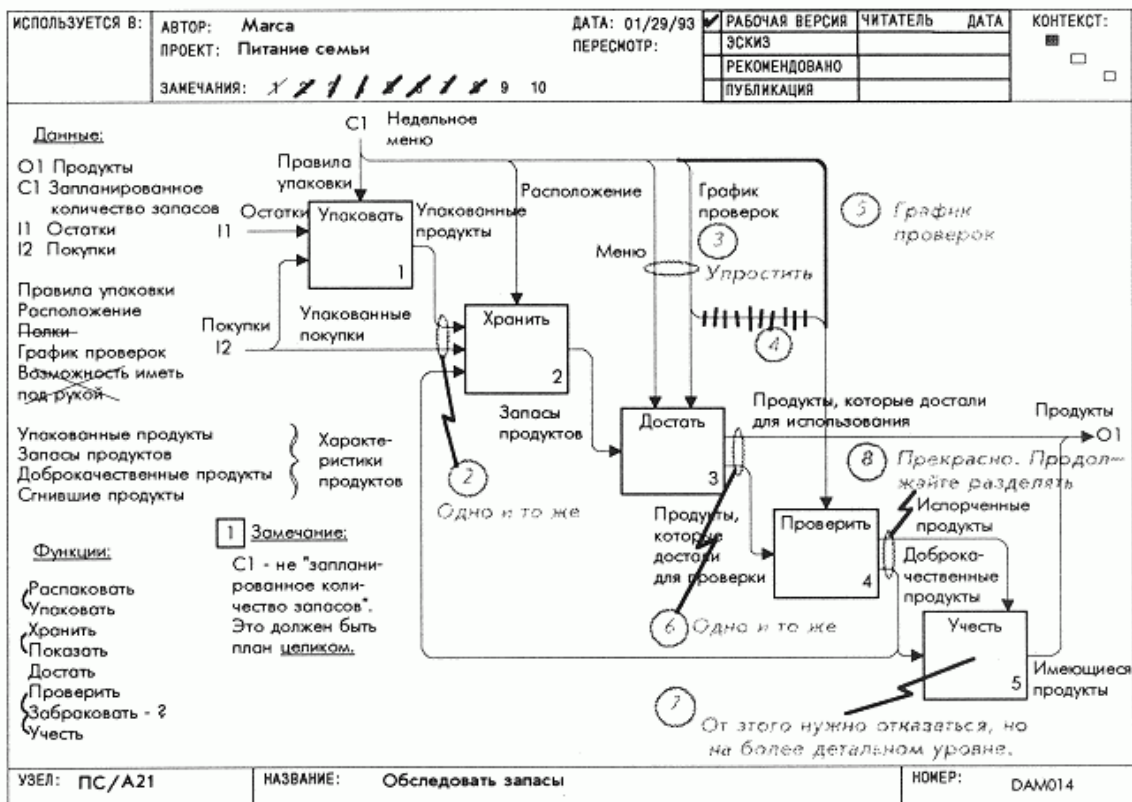 ИСПОЛЬЗУЕТСЯ В:
АВТОР: Marca
ДАТА: 01/29/93
ПРОЕКТ: Питание семьи
ПЕРЕСМОТР:
ЗАМЕЧАНИЯ: 1 2 3 4 5 6 7 8 9 10
РАБОЧАЯ ВЕРСИЯ
ЭСКИЗ
РЕКОМЕНДОВАНО
ПУБЛИКАЦИЯ
ЧИТАТЕЛЬ ДАТА
КОНТЕКСТ:
Данные:
O1 Продукты
C1 Запланированное
количество запасов
I1 Остатки
I2 Покупки
Правила упаковки
Расположение
Полки
График проверок
Возможность иметь
под рукой
Упакованные продукты
Запасы продуктов
Доброкачественные продукты
Сгнившие продукты
Характе-
ристики
продуктов
Функции:
Распаковать
Упаковать
Хранить
Показать
Достать
Проверить
Забраковать - ?
Учесть
1 Замечание:
C1 - не "заплани-
рованное коли-
чество запасов".
Это должен быть
план целиком.
C1 Недельное
меню
Правила
упаковки
Остатки
I1
Упаковать
1
Упакованные
продукты
Расположение
График
проверок
3
Меню
Упростить
5 График
проверок
4
Покупки
I2
Упакованные
покупки
Хранить
2
Запасы
продуктов
2
Одно и то же
Достать
3
Продукты, которые достали
для использования
Продукты
O1
8 Прекрасно. Продол-
жайте разделять
Продукты,
которые
достали
для проверки
Проверить
4
Испорченные
продукты
Доброка-
чественные
продукты
6 Одно и то же
Учесть
5
Имеющиеся
продукты
7
От этого нужно отказаться, но
на более детальном уровне.
УЗЕЛ: ПС/А21
НАЗВАНИЕ: Обследовать запасы
НОМЕР: DAM014